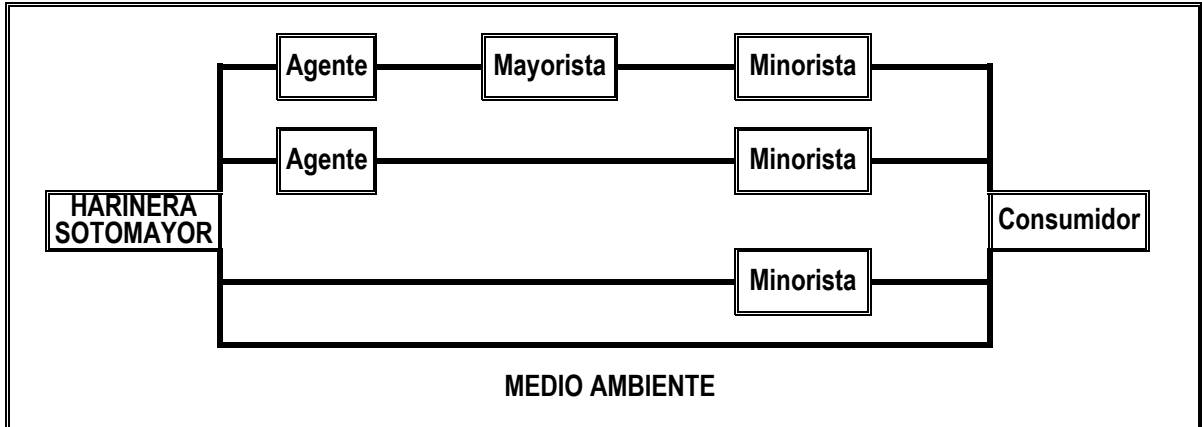 Agente
Mayorista
Minorista
Agente
Minorista
HARINERA
SOTOMAYOR
Consumidor
Minorista
MEDIO AMBIENTE